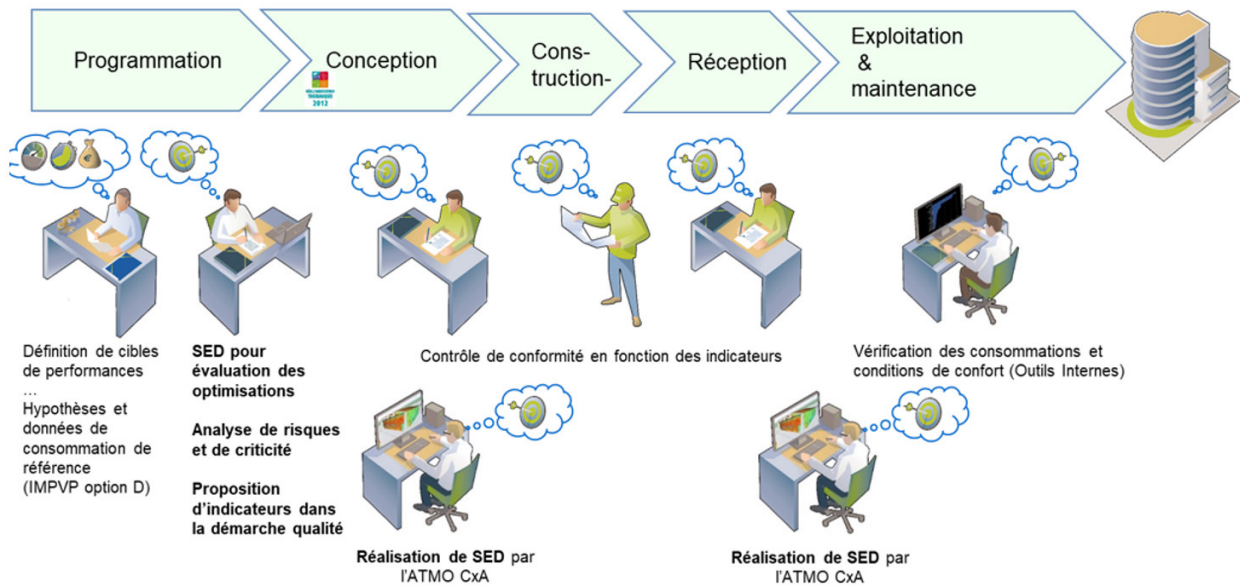 Programmation
Conception
Cons-
truction-
Réception
Exploitation
&
maintenance
THERMIQUE
2012
Définition de cibles
de performances
...
Hypothèses et
données de
consommation de
référence
(IMPVP option D)
SED pour
évaluation des
optimisations
Analyse de risques
et de criticité
Proposition
d'indicateurs dans
la démarche qualité
Contrôle de conformité en fonction des indicateurs
Vérification des consommations et
conditions de confort (Outils Internes)
Réalisation de SED par
l'ATMO CxA
Réalisation de SED par
l'ATMO CxA